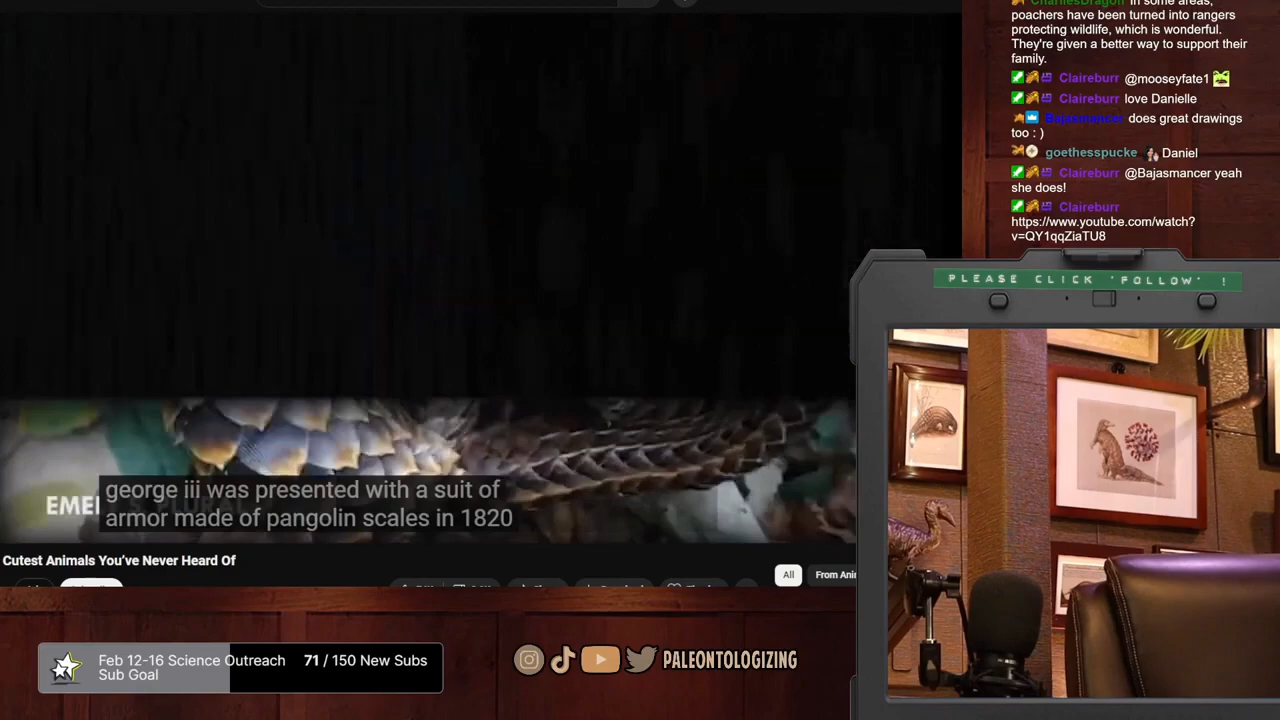 CharliesDragon In some areas,
poachers have been turned into rangers
protecting wildlife, which is wonderful.
They're given a better way to support their
family.
Claireburr @mooseyfate1
Claireburr love Danielle
Bajasmancer does great drawings
too : )
goethesspucke Daniel
Claireburr @Bajasmancer yeah
she does!
Claireburr
https://www.youtube.com/watch?
v=QY1qqZiaTU8
PLEASE CLICK 'FOLLOW' !
george iii was presented with a suit of
armor made of pangolin scales in 1820
Cutest Animals You've Never Heard Of
All
Feb 12-16 Science Outreach 71 / 150 New Subs
Sub Goal
PALEONTOLOGIZING